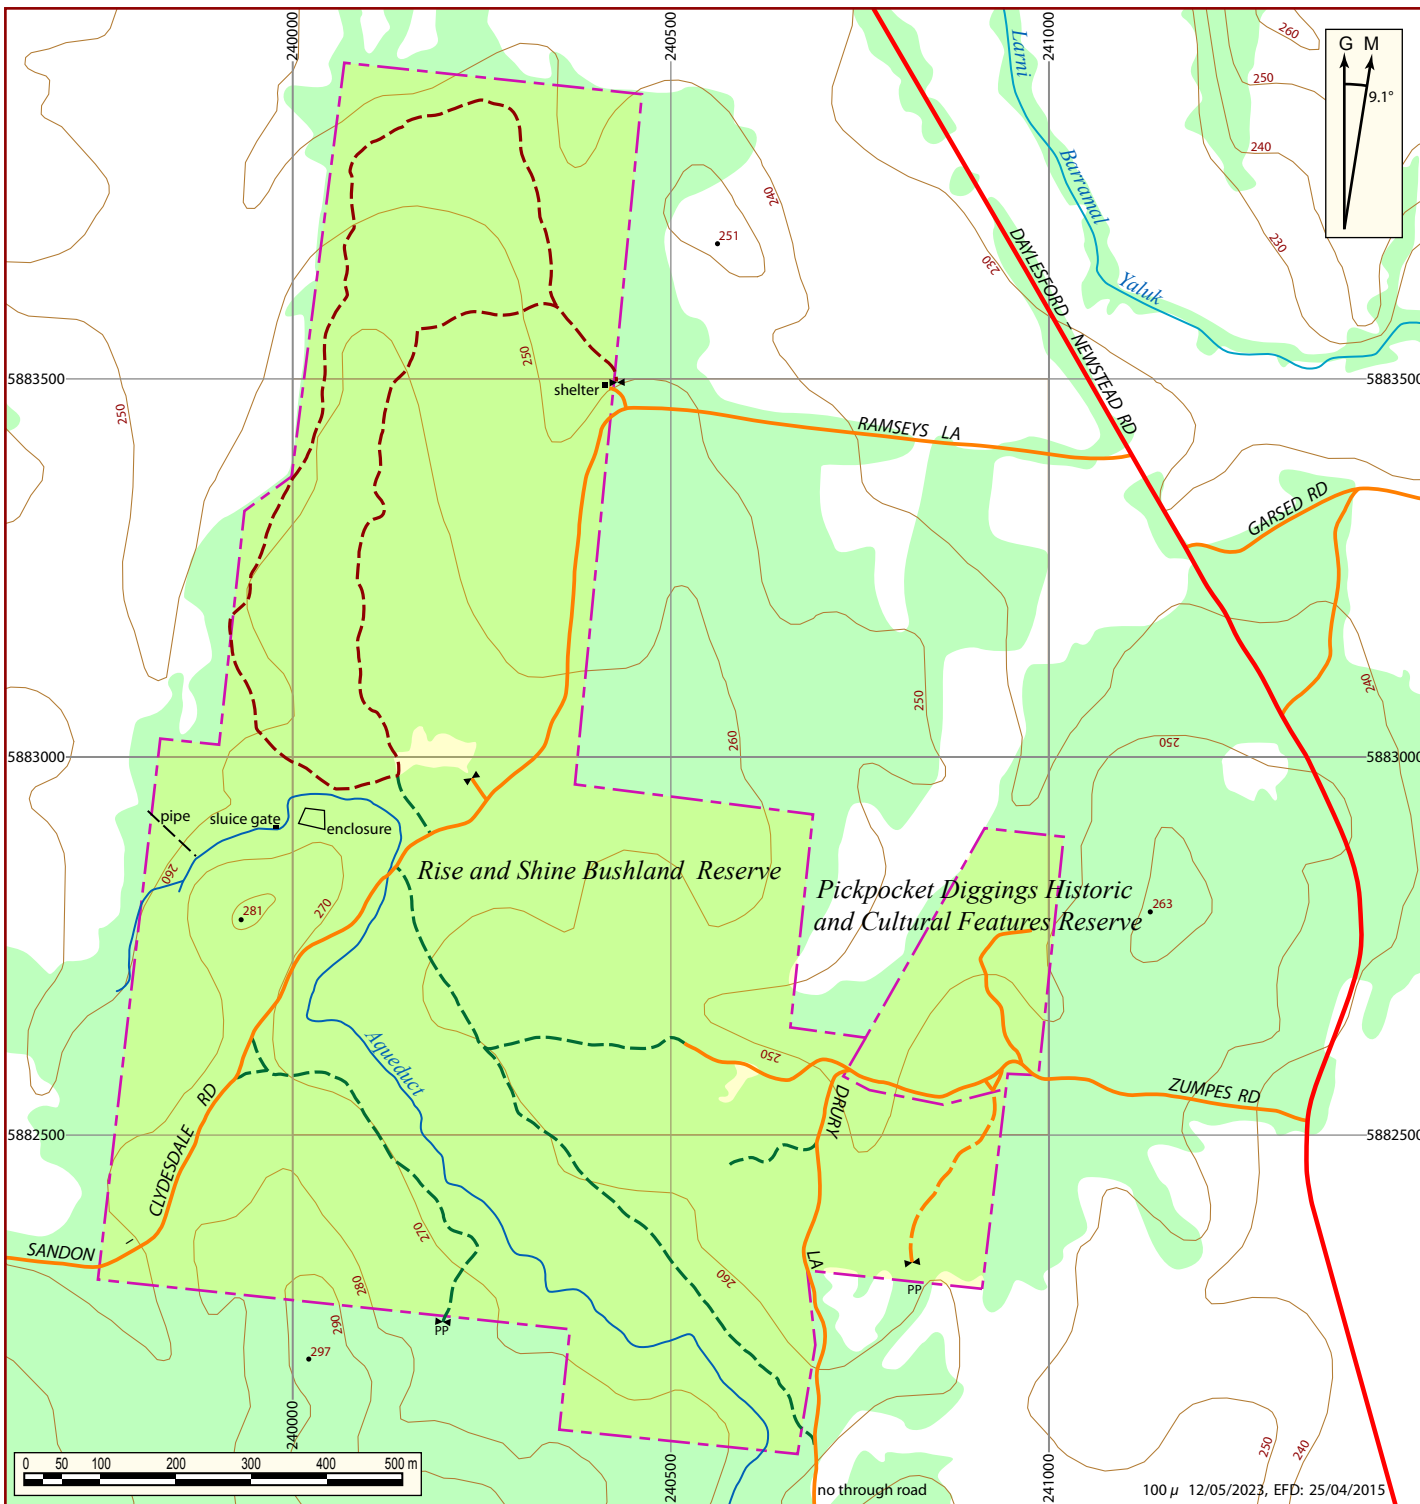 240000
240500
241000
Larni
Barramal
Yaluk
260
250
240
230
G M
9.1°
251
240
230
DAYLESFORD - NEWSTEAD RD
250
250
5883500
5883500
shelter
RAMSEYS LA
GARSED RD
240
250
260
250
5883000
5883000
pipe
sluice gate
enclosure
260
281
270
Rise and Shine Bushland Reserve
Pickpocket Diggings Historic
and Cultural Features Reserve
263
Aqueduct
250
DRURY
LA
ZUMPES RD
5882500
5882500
CLYDESDALE RD
SANDON
270
260
280
290
297
PP
PP
240000
240500
241000
250
240
0 50 100 200 300 400 500 m
no through road
100 µ 12/05/2023, EFD: 25/04/2015